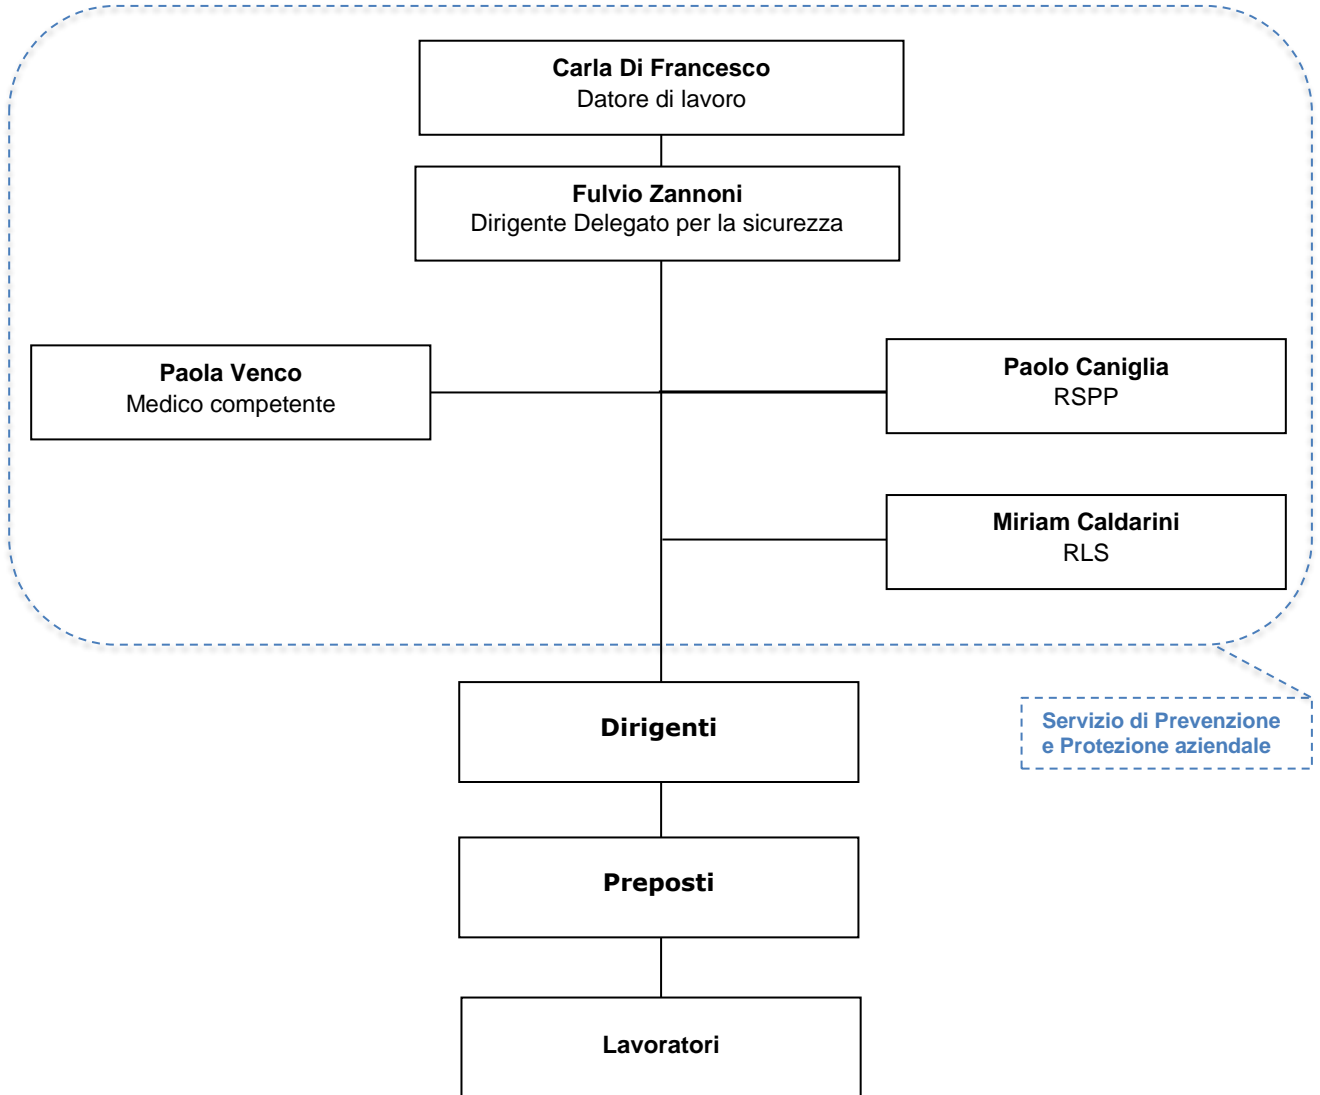 Carla Di Francesco
Datore di lavoro
Fulvio Zannoni
Dirigente Delegato per la sicurezza
Paola Venco
Medico competente
Paolo Caniglia
RSPP
Miriam Caldarini
RLS
Dirigenti
Servizio di Prevenzione
e Protezione aziendale
Preposti
Lavoratori